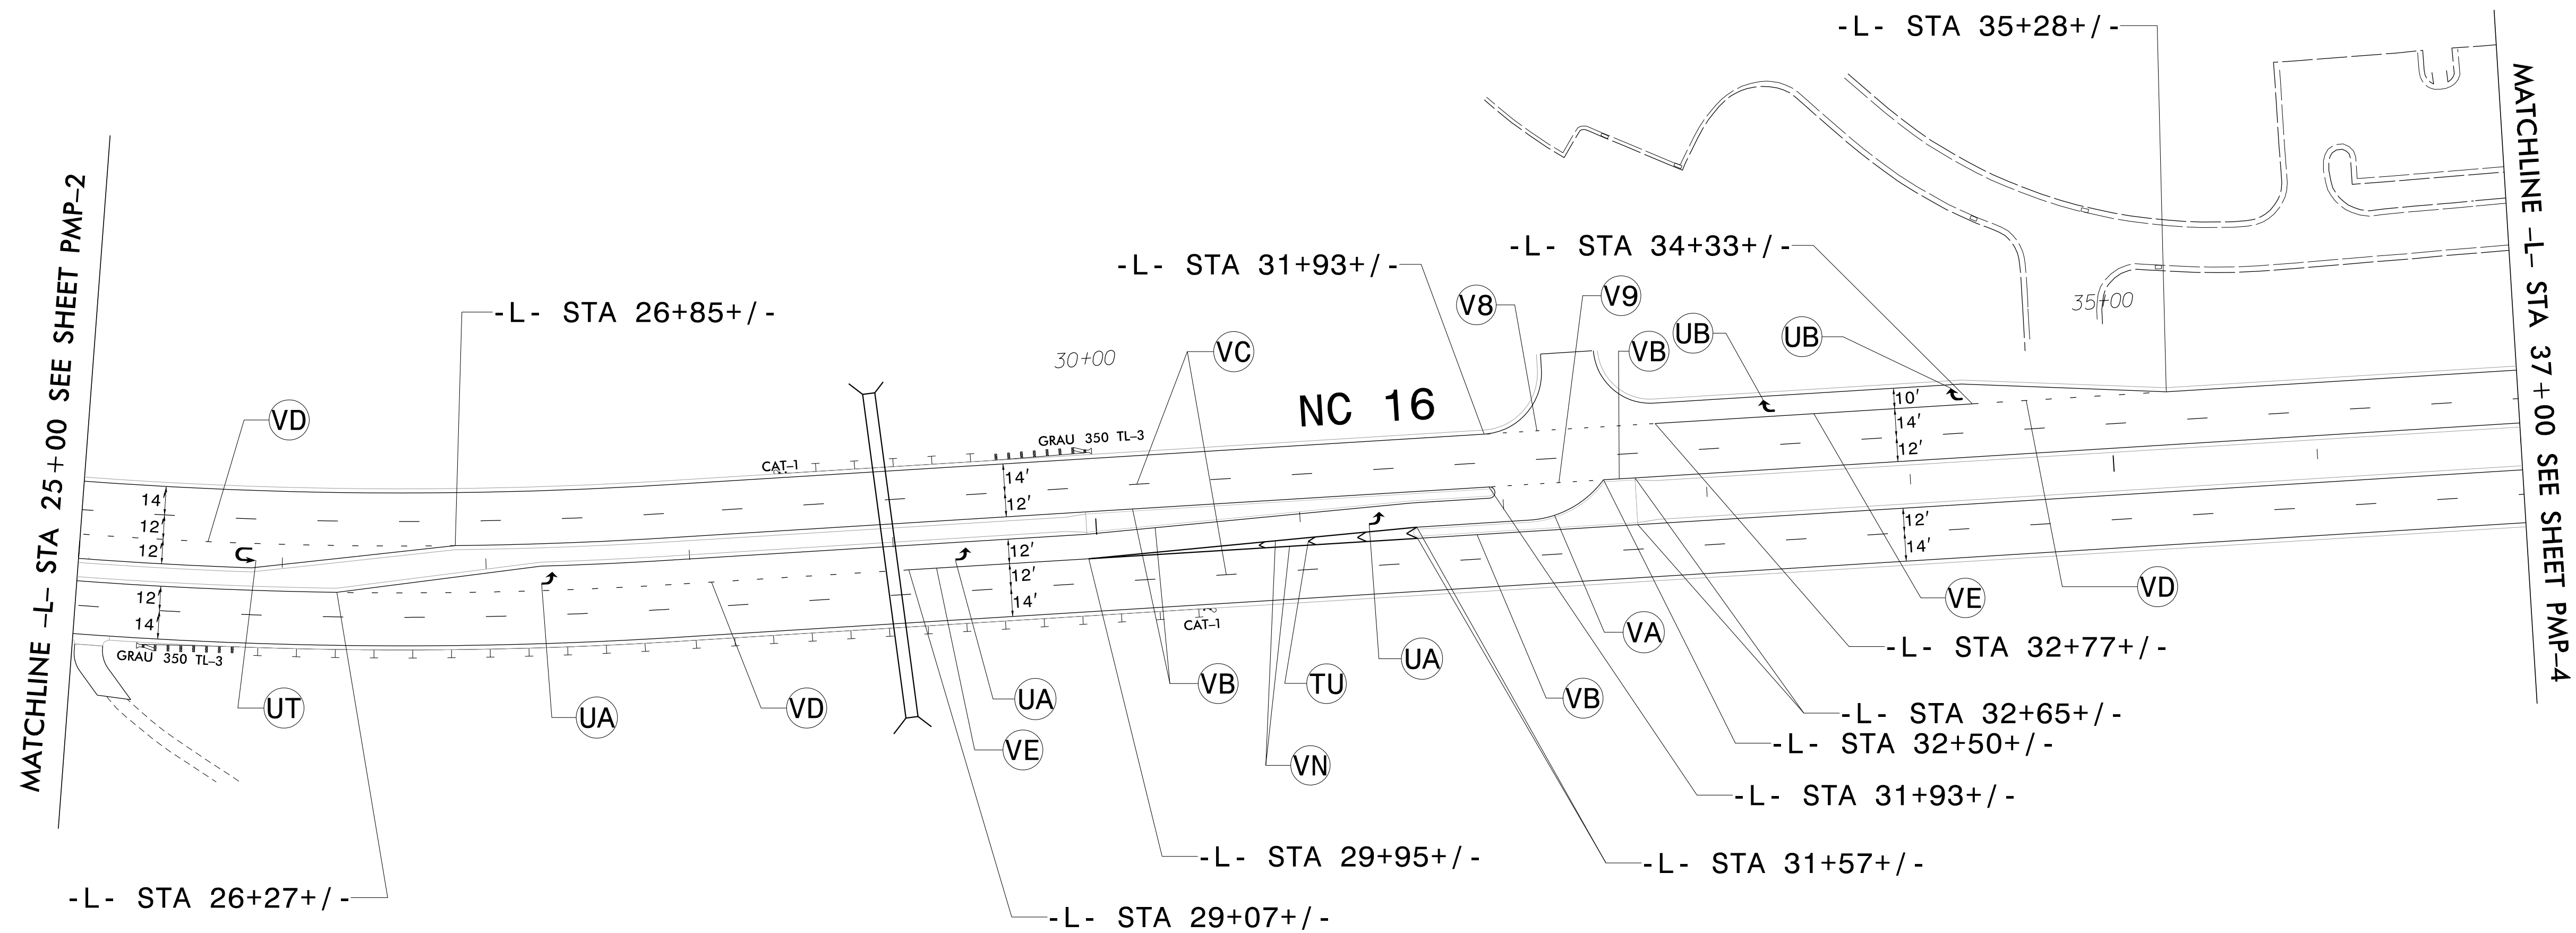 -L- STA 35+28+/-
MATCHLINE -L- STA 37+00 SEE SHEET PMP-4
MATCHLINE -L- STA 25+00 SEE SHEET PMP-2
-L- STA 34+33+/-
-L- STA 31+93+/-
-L- STA 26+85+/-
V8
V9
35+00
UB
UB
VB
VC
30+00
NC 16
VD
GRAU 350 TL-3
CAT-1
10'
14'
12'
14'
12'
14'
12'
12'
12'
14'
12'
12'
14'
12'
14'
CAT-1
GRAU 350 TL-3
UT
UA
VD
UA
VE
VB
TU
VN
UA
VB
VA
VE
VD
-L- STA 32+77+/-
-L- STA 32+65+/-
-L- STA 32+50+/-
-L- STA 31+93+/-
-L- STA 31+57+/-
-L- STA 29+95+/-
-L- STA 29+07+/-
-L- STA 26+27+/-